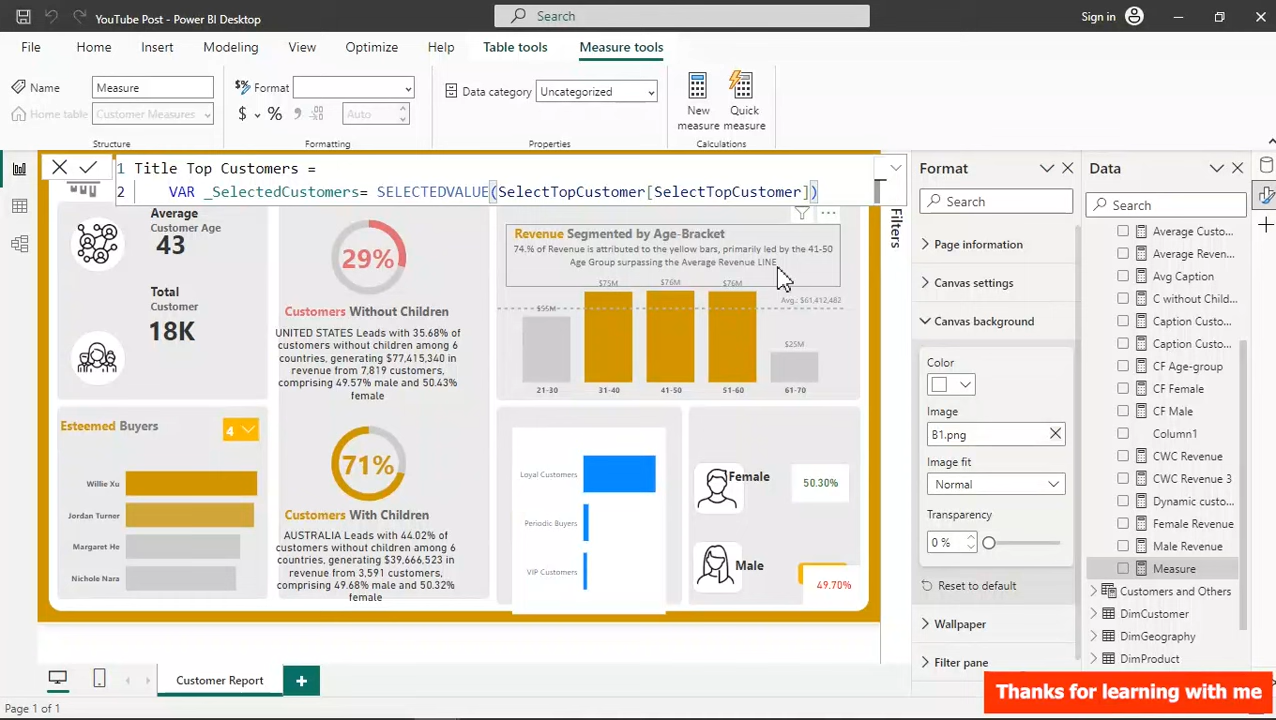 YouTube Post - Power BI Desktop
Search
Sign in
File
Home
Insert
Modeling
View
Optimize
Help
Table tools
Measure tools
Name
Measure
Home table
Customer Measures
Structure
Format
$
%
Auto
Formatting
Data category
Uncategorized
Properties
New
measure
Quick
measure
Calculations
1 Title Top Customers =
2 VAR _SelectedCustomers= SELECTEDVALUE(SelectTopCustomer[SelectTopCustomer])
Average
Customer Age
43
Total
Customer
18K
29%
Customers Without Children
UNITED STATES Leads with 35.68% of
customers without children among 6
countries, generating $77,415,340 in
revenue from 7,819 customers,
comprising 49.57% male and 50.43%
female
Revenue Segmented by Age-Bracket
74.% of Revenue is attributed to the yellow bars, primarily led by the 41-50
Age Group surpassing the Average Revenue LINE
$55M
$75M
$76M
$76M
$25M
Avg.: $61,412,482
21-30
31-40
41-50
51-60
61-70
Esteemed Buyers
4
Willie Xu
Jordan Turner
Margaret He
Nichole Nara
71%
Customers With Children
AUSTRALIA Leads with 44.02% of
customers without children among 6
countries, generating $39,666,523 in
revenue from 3,591 customers,
comprising 49.68% male and 50.32%
female
Loyal Customers
Periodic Buyers
VIP Customers
Female
50.30%
Male
49.70%
Filters
Format
Search
Page information
Canvas settings
Canvas background
Color
Image
B1.png
Image fit
Normal
Transparency
0 %
Reset to default
Wallpaper
Filter pane
Data
Search
Average Custo...
Average Reven...
Avg Caption
C without Child...
Caption Custo...
Caption Custo...
CF Age-group
CF Female
CF Male
Column1
CWC Revenue
CWC Revenue 3
Dynamic custo...
Female Revenue
Male Revenue
Measure
Customers and Others
DimCustomer
DimGeography
DimProduct
Customer Report
Page 1 of 1
Thanks for learning with me